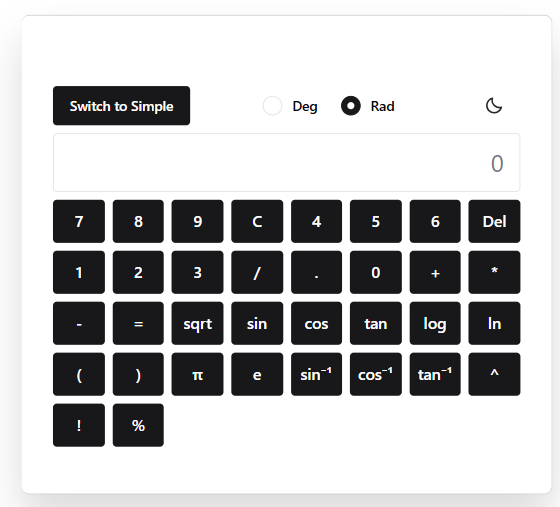 Switch to Simple Deg Rad
0
7 8 9 C 4 5 6 Del
1 2 3 / . 0 + *
- = sqrt sin cos tan log ln
( ) π e sin⁻¹ cos⁻¹ tan⁻¹ ^
! %